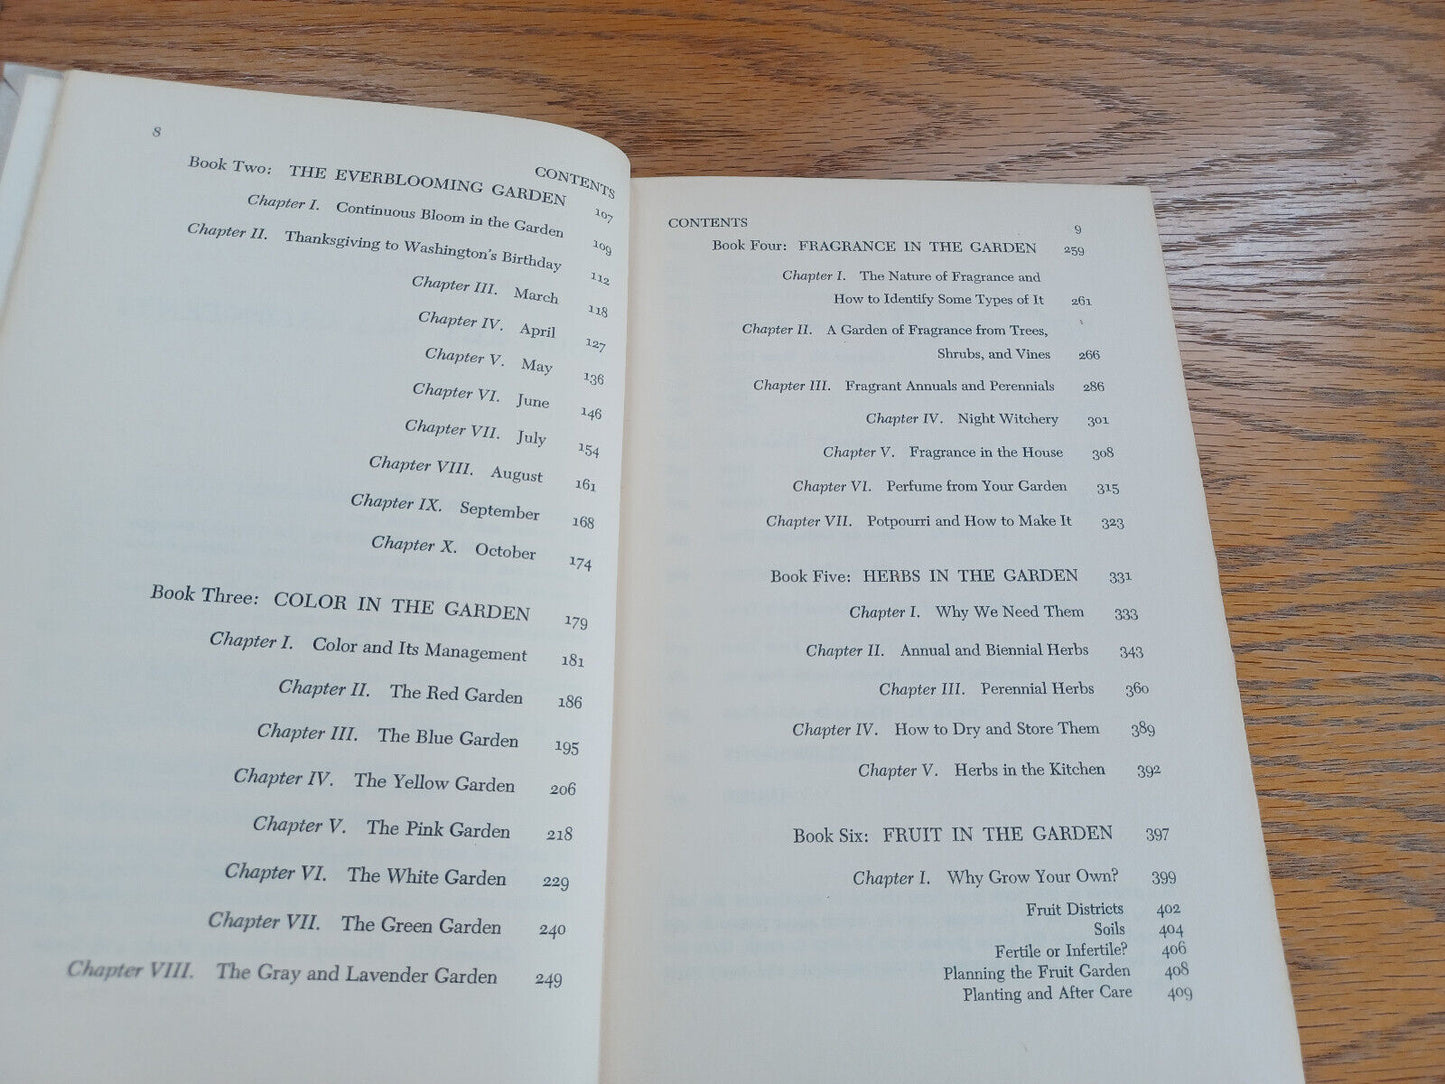 8
CONTENTS
Book Two: THE EVERBLOOMING GARDEN 107
Chapter I. Continuous Bloom in the Garden 109
Chapter II. Thanksgiving to Washington's Birthday 112
Chapter III. March 118
Chapter IV. April 127
Chapter V. May 136
Chapter VI. June 146
Chapter VII. July 154
Chapter VIII. August 161
Chapter IX. September 168
Chapter X. October 174
Book Three: COLOR IN THE GARDEN 179
Chapter I. Color and Its Management 181
Chapter II. The Red Garden 186
Chapter III. The Blue Garden 195
Chapter IV. The Yellow Garden 206
Chapter V. The Pink Garden 218
Chapter VI. The White Garden 229
Chapter VII. The Green Garden 240
Chapter VIII. The Gray and Lavender Garden 249
CONTENTS 9
Book Four: FRAGRANCE IN THE GARDEN 259
Chapter I. The Nature of Fragrance and
How to Identify Some Types of It 261
Chapter II. A Garden of Fragrance from Trees,
Shrubs, and Vines 266
Chapter III. Fragrant Annuals and Perennials 286
Chapter IV. Night Witchery 301
Chapter V. Fragrance in the House 308
Chapter VI. Perfume from Your Garden 315
Chapter VII. Potpourri and How to Make It 323
Book Five: HERBS IN THE GARDEN 331
Chapter I. Why We Need Them 333
Chapter II. Annual and Biennial Herbs 343
Chapter III. Perennial Herbs 360
Chapter IV. How to Dry and Store Them 389
Chapter V. Herbs in the Kitchen 392
Book Six: FRUIT IN THE GARDEN 397
Chapter I. Why Grow Your Own? 399
Fruit Districts 402
Soils 404
Fertile or Infertile? 406
Planning the Fruit Garden 408
Planting and After Care 409